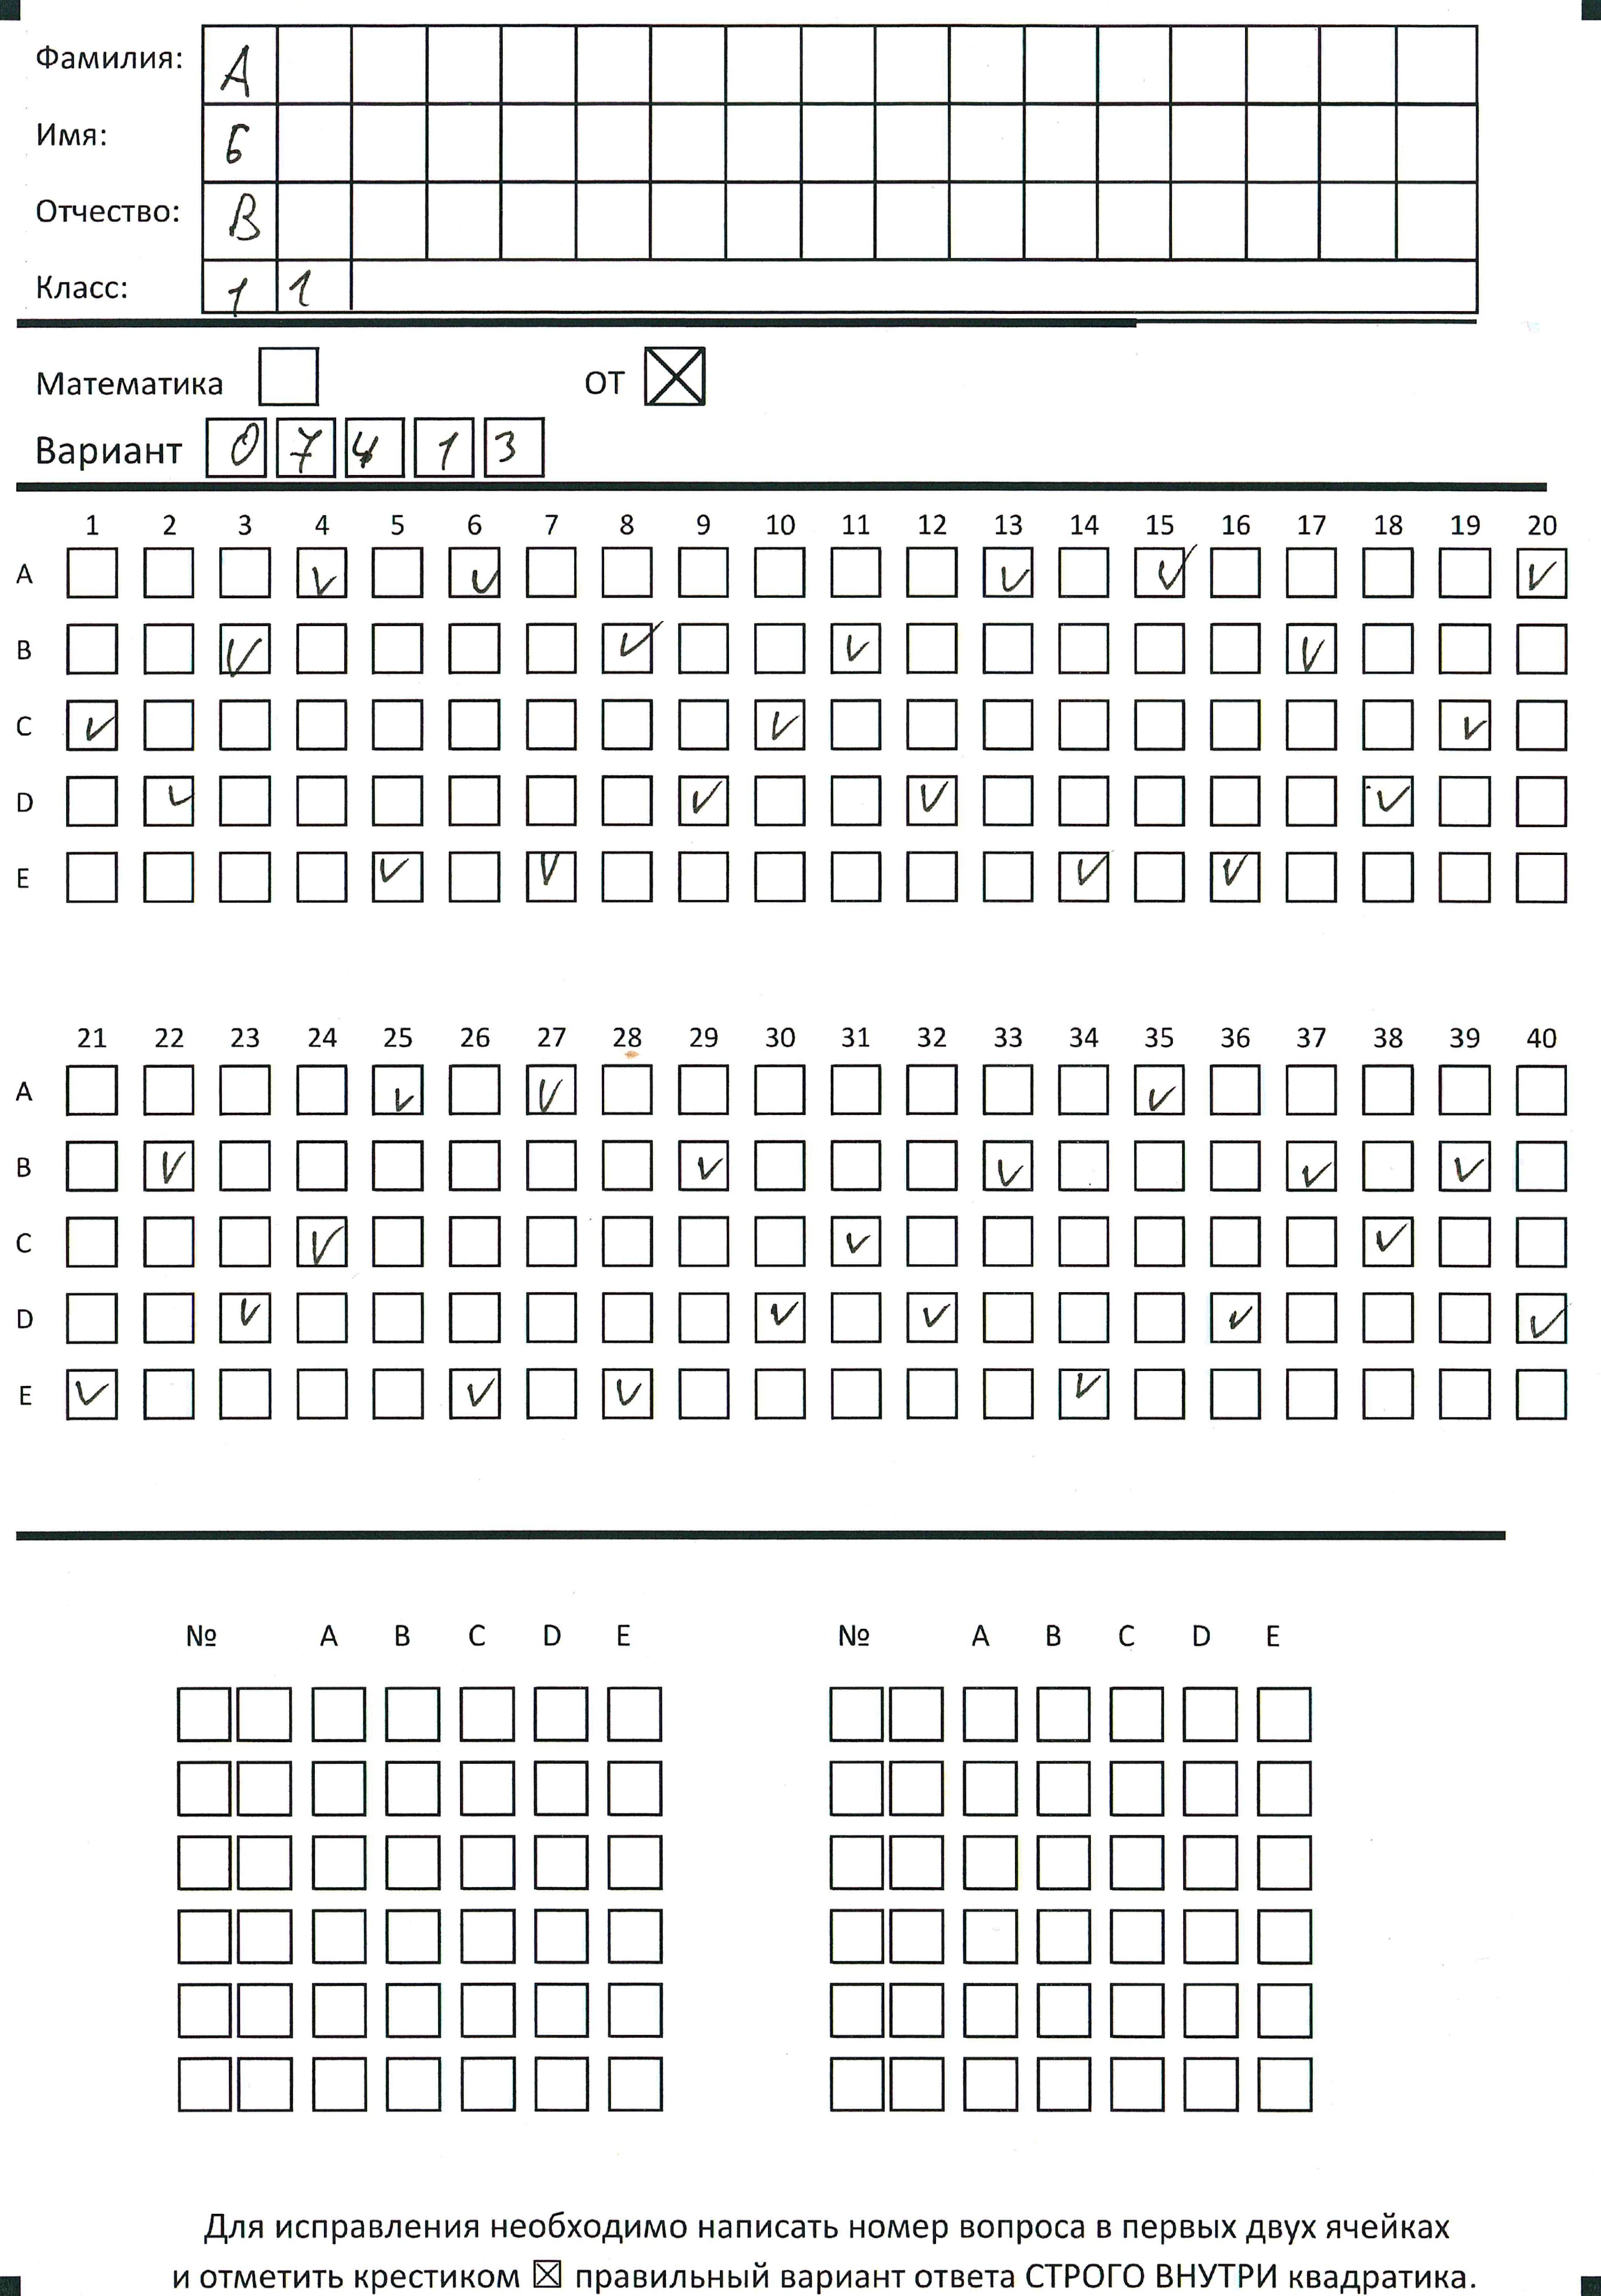 Фамилия: А
Имя: Б
Отчество: В
Класс: 1 1
Математика ОТ
Вариант 0 7 4 1 3
1 2 3 4 5 6 7 8 9 10 11 12 13 14 15 16 17 18 19 20
A
B
C
D
E
21 22 23 24 25 26 27 28 29 30 31 32 33 34 35 36 37 38 39 40
A
B
C
D
E
№ A B C D E № A B C D E
Для исправления необходимо написать номер вопроса в первых двух ячейках
и отметить крестиком ☒ правильный вариант ответа СТРОГО ВНУТРИ квадратика.